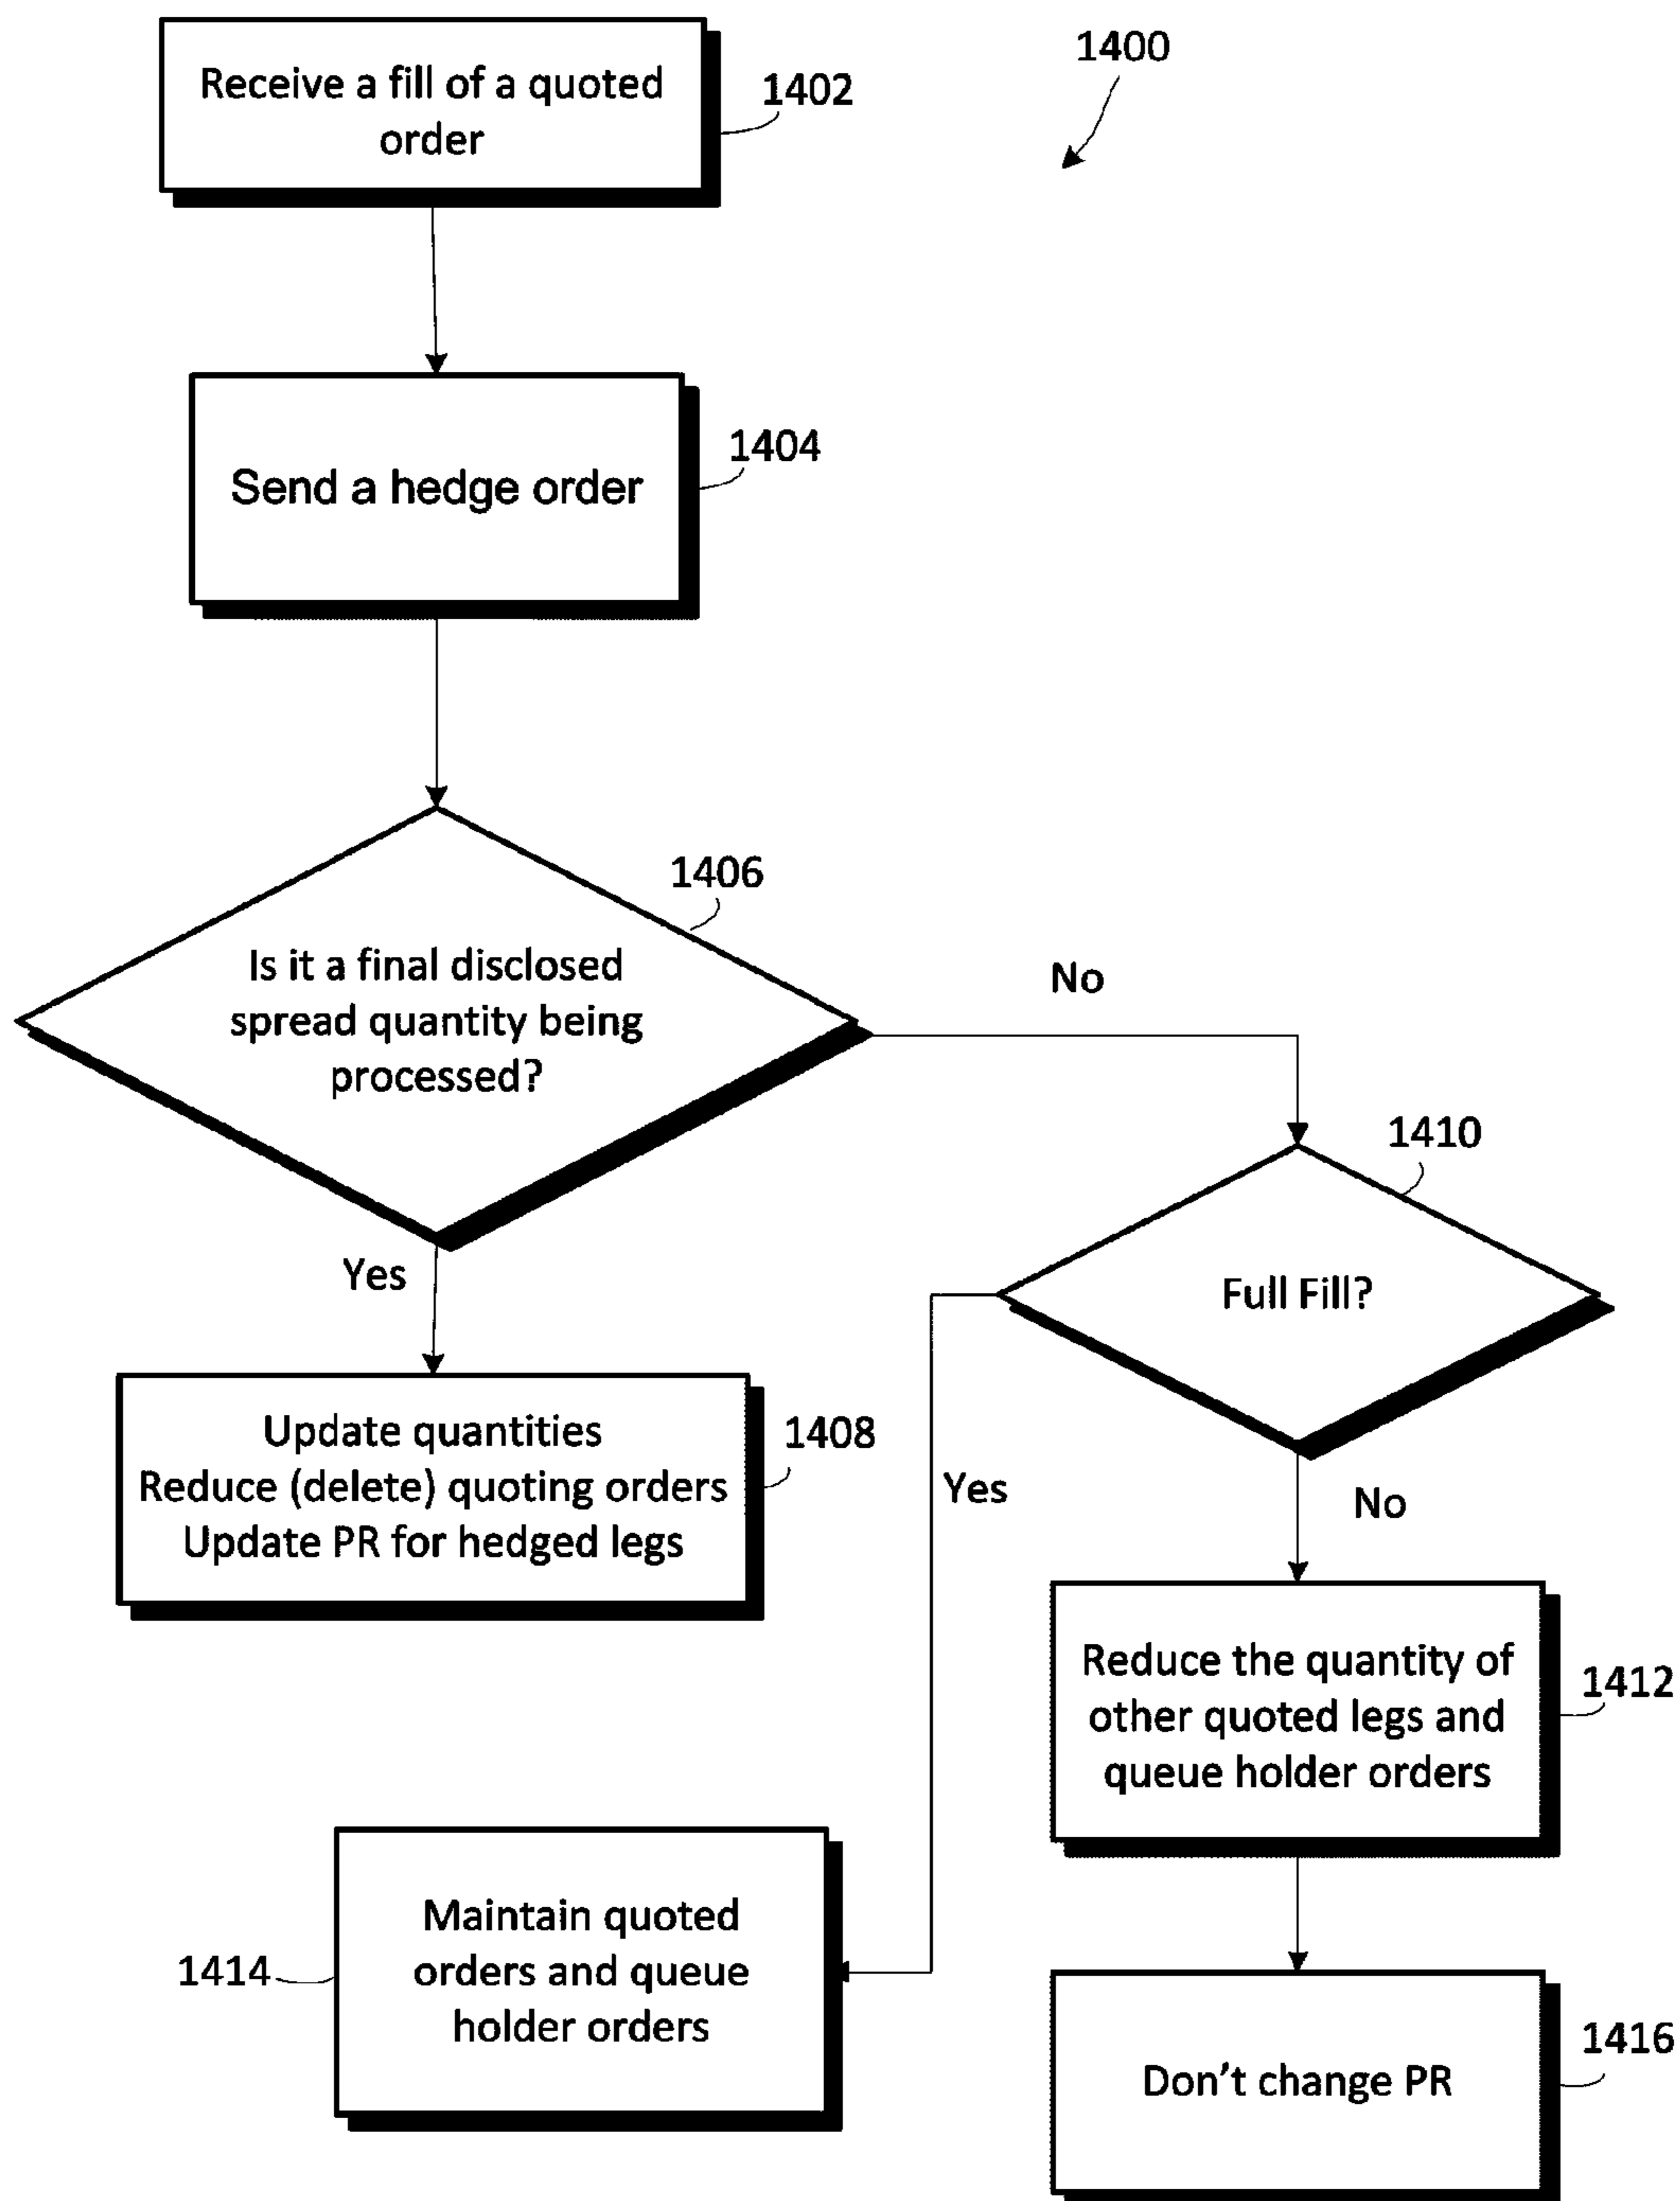 1400
Receive a fill of a quoted
order
1402
Send a hedge order
1404
1406
Is it a final disclosed
spread quantity being
processed?
No
Yes
1410
Full Fill?
Yes
No
Update quantities
Reduce (delete) quoting orders
Update PR for hedged legs
1408
Reduce the quantity of
other quoted legs and
queue holder orders
1412
Maintain quoted
orders and queue
holder orders
1414
Don't change PR
1416